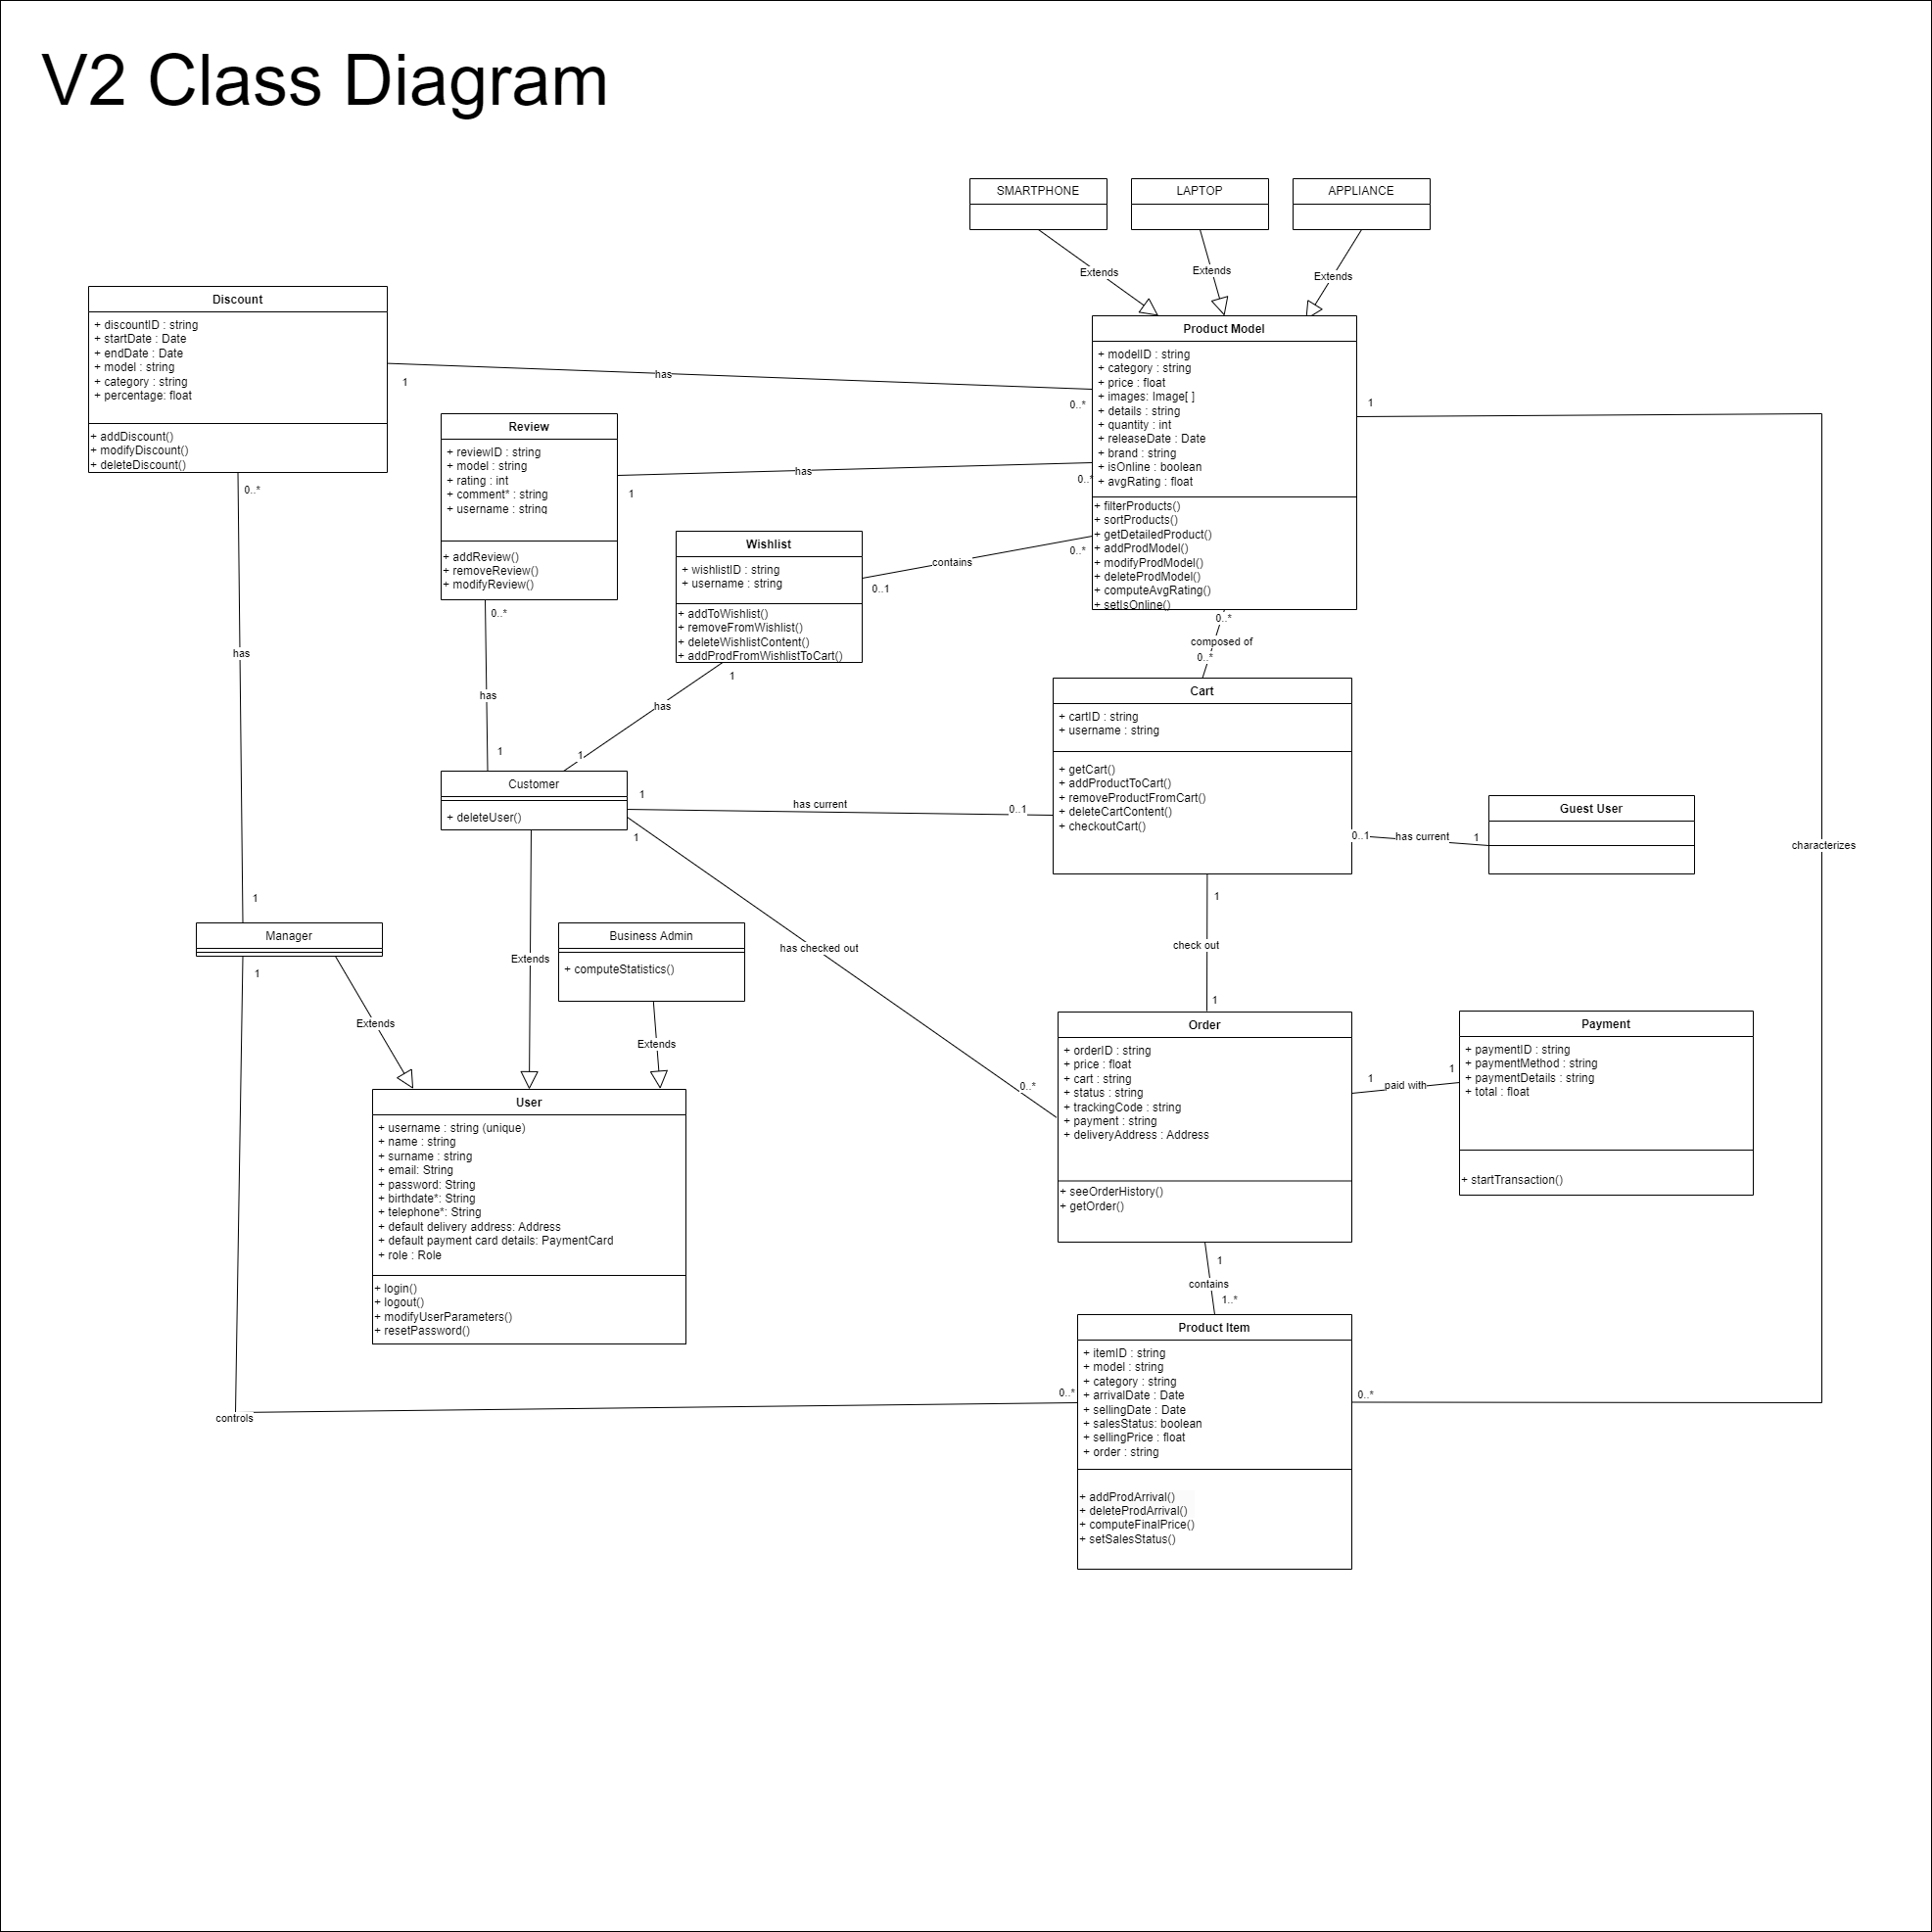 V2 Class Diagram
SMARTPHONE
LAPTOP
APPLIANCE
Extends
Extends
Extends
Discount
+ discountID : string
+ startDate : Date
+ endDate : Date
+ model : string
+ category : string
+ percentage: float
+ addDiscount()
+ modifyDiscount()
+ deleteDiscount()
1
has
0..*
Product Model
+ modelID : string
+ category : string
+ price : float
+ images: Image[ ]
+ details : string
+ quantity : int
+ releaseDate : Date
+ brand : string
+ isOnline : boolean
+ avgRating : float
+ filterProducts()
+ sortProducts()
+ getDetailedProduct()
+ addProdModel()
+ modifyProdModel()
+ deleteProdModel()
+ computeAvgRating()
+ setIsOnline()
1
Review
+ reviewID : string
+ model : string
+ rating : int
+ comment* : string
+ username : string
+ addReview()
+ removeReview()
+ modifyReview()
1
has
0..*
0..*
Wishlist
+ wishlistID : string
+ username : string
+ addToWishlist()
+ removeFromWishlist()
+ deleteWishlistContent()
+ addProdFromWishlistToCart()
0..1
contains
0..*
0..*
composed of
0..*
0..*
has
has
1
has
1
1
Cart
+ cartID : string
+ username : string
+ getCart()
+ addProductToCart()
+ removeProductFromCart()
+ deleteCartContent()
+ checkoutCart()
Customer
+ deleteUser()
1
has current
0..1
1
Guest User
0..1
has current
1
characterizes
1
check out
1
1
Manager
1
Business Admin
+ computeStatistics()
has checked out
0..*
Extends
Extends
Extends
User
+ username : string (unique)
+ name : string
+ surname : string
+ email: String
+ password: String
+ birthdate*: String
+ telephone*: String
+ default delivery address: Address
+ default payment card details: PaymentCard
+ role : Role
+ login()
+ logout()
+ modifyUserParameters()
+ resetPassword()
Order
+ orderID : string
+ price : float
+ cart : string
+ status : string
+ trackingCode : string
+ payment : string
+ deliveryAddress : Address
+ seeOrderHistory()
+ getOrder()
1
paid with
1
Payment
+ paymentID : string
+ paymentMethod : string
+ paymentDetails : string
+ total : float
+ startTransaction()
1
contains
1..*
Product Item
+ itemID : string
+ model : string
+ category : string
+ arrivalDate : Date
+ sellingDate : Date
+ salesStatus: boolean
+ sellingPrice : float
+ order : string
+ addProdArrival()
+ deleteProdArrival()
+ computeFinalPrice()
+ setSalesStatus()
controls
0..*
0..*